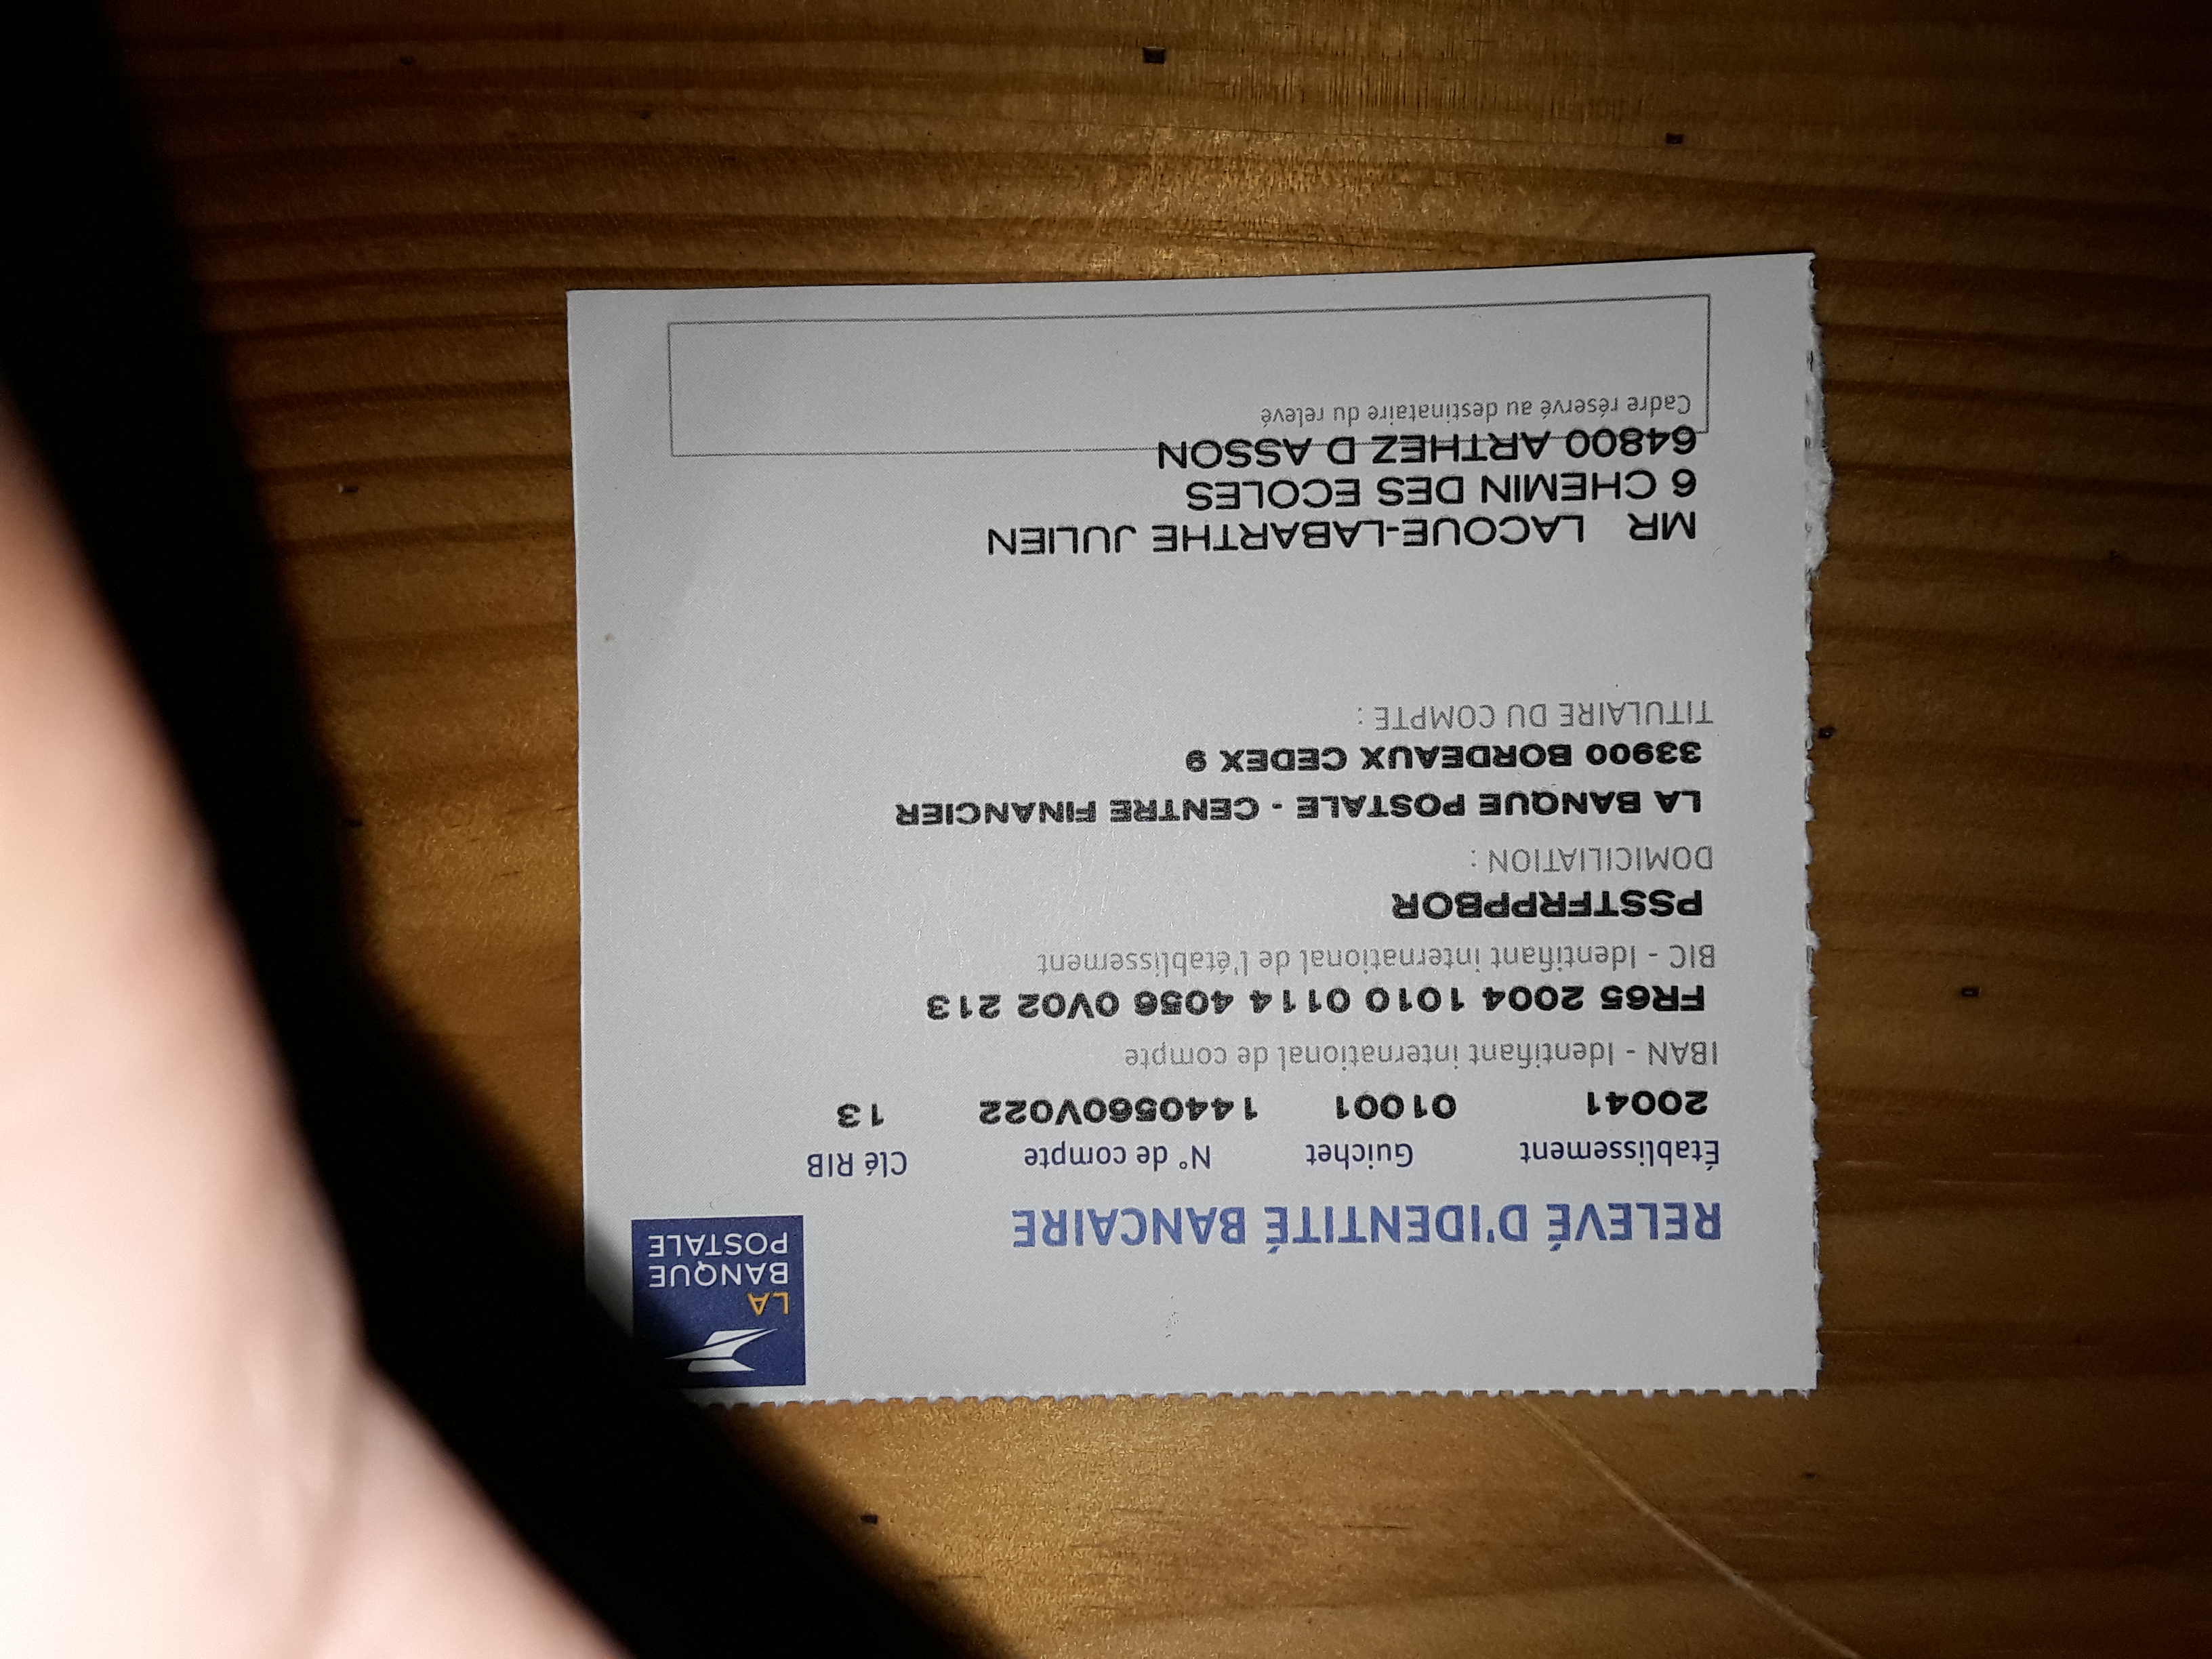 LA
BANQUE
POSTALE
RELEVÉ D'IDENTITÉ BANCAIRE
Établissement Guichet N° de compte Clé RIB
20041 01001 1440560V022 13
IBAN - Identifiant international de compte
FR65 2004 1010 0114 4056 0V02 213
BIC - Identifiant international de l'établissement
PSSTFRPPBOR
DOMICILIATION :
LA BANQUE POSTALE - CENTRE FINANCIER
33900 BORDEAUX CEDEX 9
TITULAIRE DU COMPTE :
MR LACOUE-LABARTHE JULIEN
6 CHEMIN DES ECOLES
64800 ARTHEZ D ASSON
Cadre réservé au destinataire du relevé